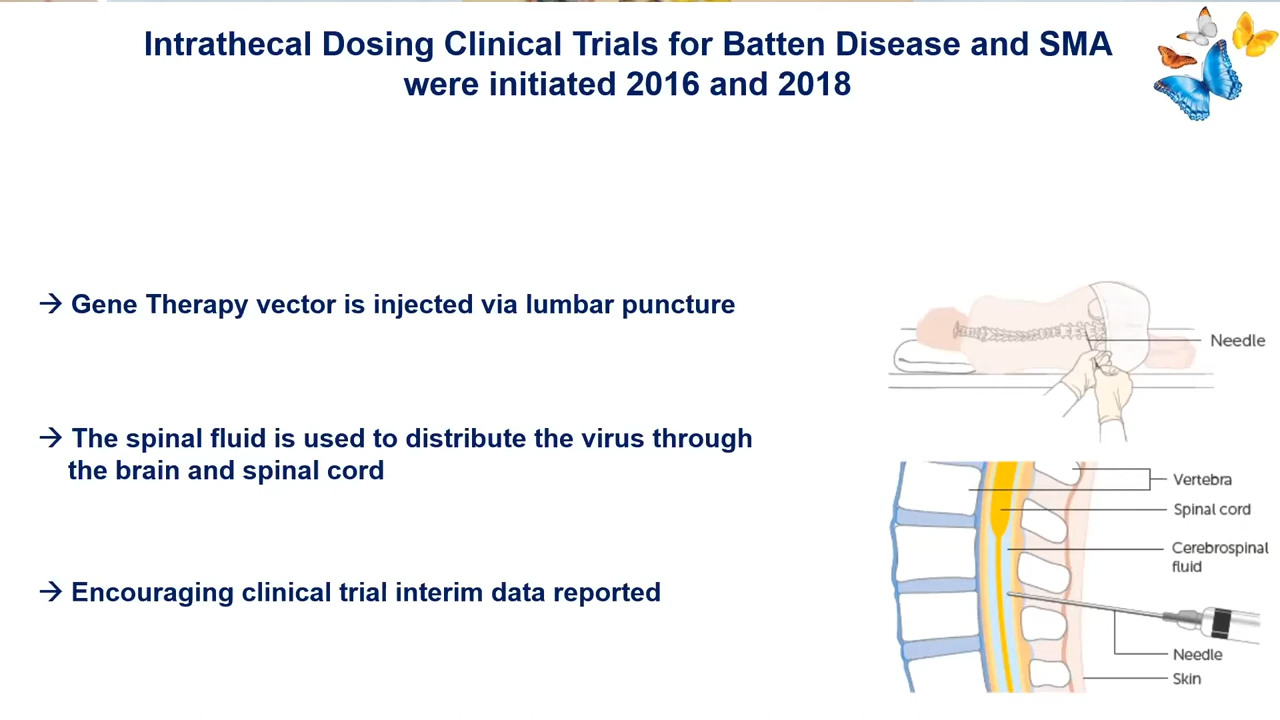 Intrathecal Dosing Clinical Trials for Batten Disease and SMA
were initiated 2016 and 2018
→ Gene Therapy vector is injected via lumbar puncture
Needle
→ The spinal fluid is used to distribute the virus through
the brain and spinal cord
Vertebra
Spinal cord
Cerebrospinal
fluid
→ Encouraging clinical trial interim data reported
Needle
Skin